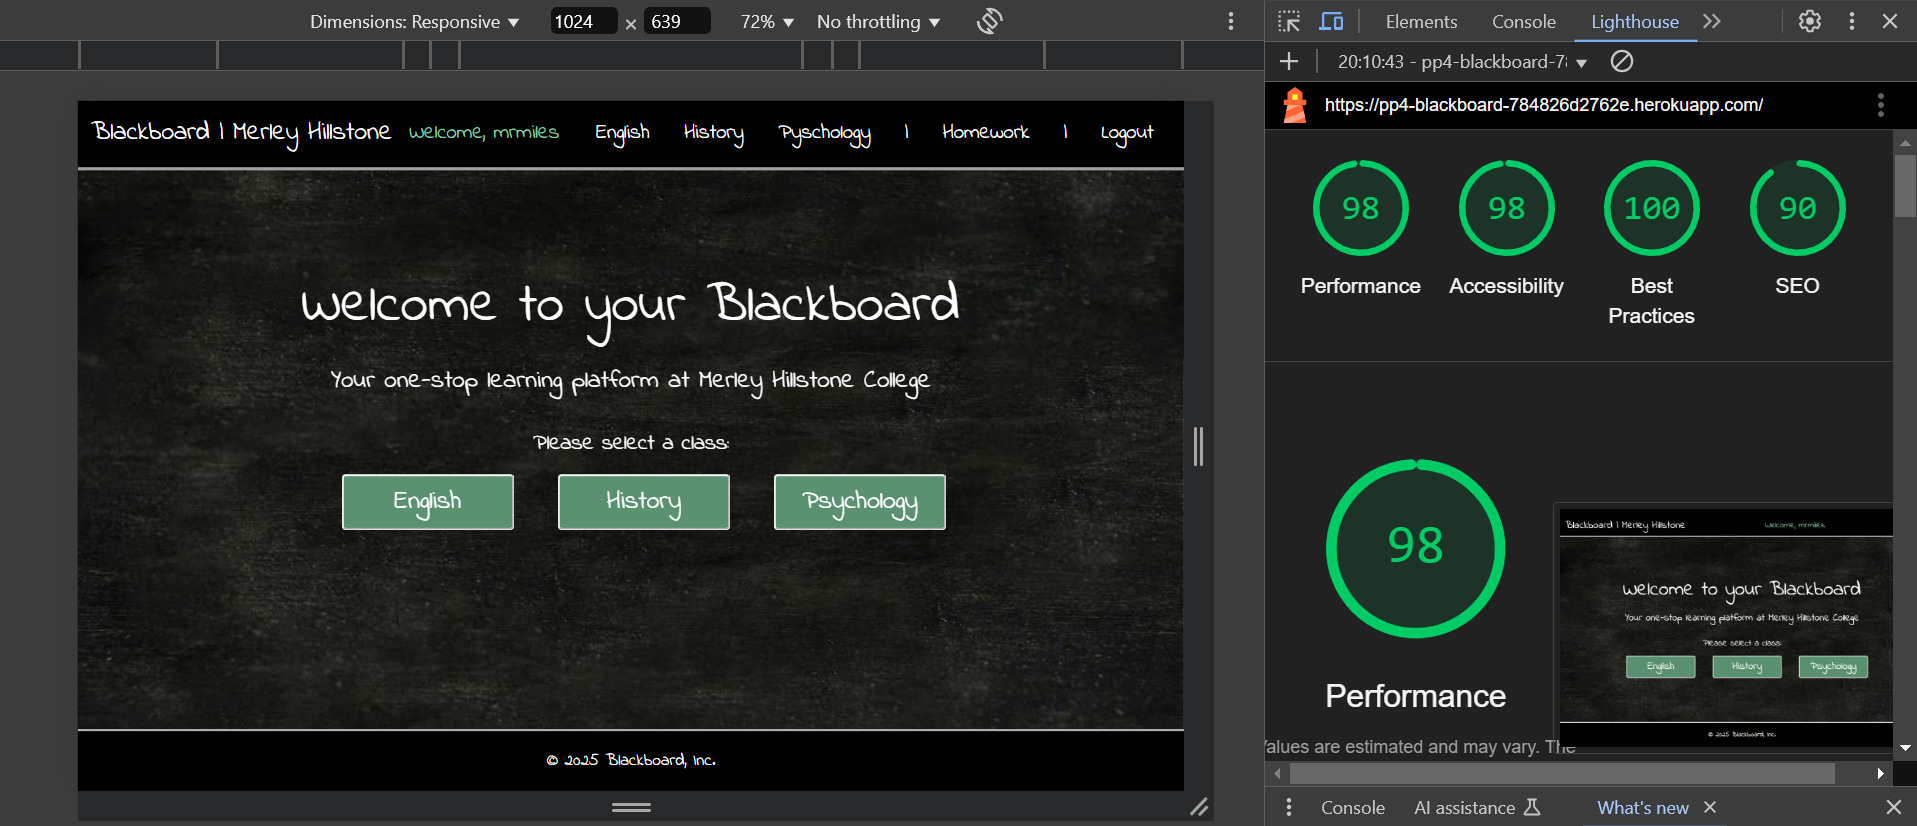 Dimensions: Responsive 1024 × 639 72% No throttling
Elements Console Lighthouse
20:10:43 - pp4-blackboard-78
https://pp4-blackboard-784826d2762e.herokuapp.com/
Blackboard | Merley Hillstone Welcome, mrmiles English History Pyschology | Homework | Logout
Welcome to your Blackboard
Your one-stop learning platform at Merley Hillstone College
Please select a class:
English History Psychology
© 2025 Blackboard, Inc.
98 98 100 90
Performance Accessibility Best Practices SEO
98
Performance
Values are estimated and may vary. The
Blackboard | Merley Hillstone Welcome, mrmiles
Welcome to your Blackboard
Your one-stop learning platform at Merley Hillstone College
Please select a class:
English History Psychology
© 2025 Blackboard, Inc.
Console AI assistance What's new